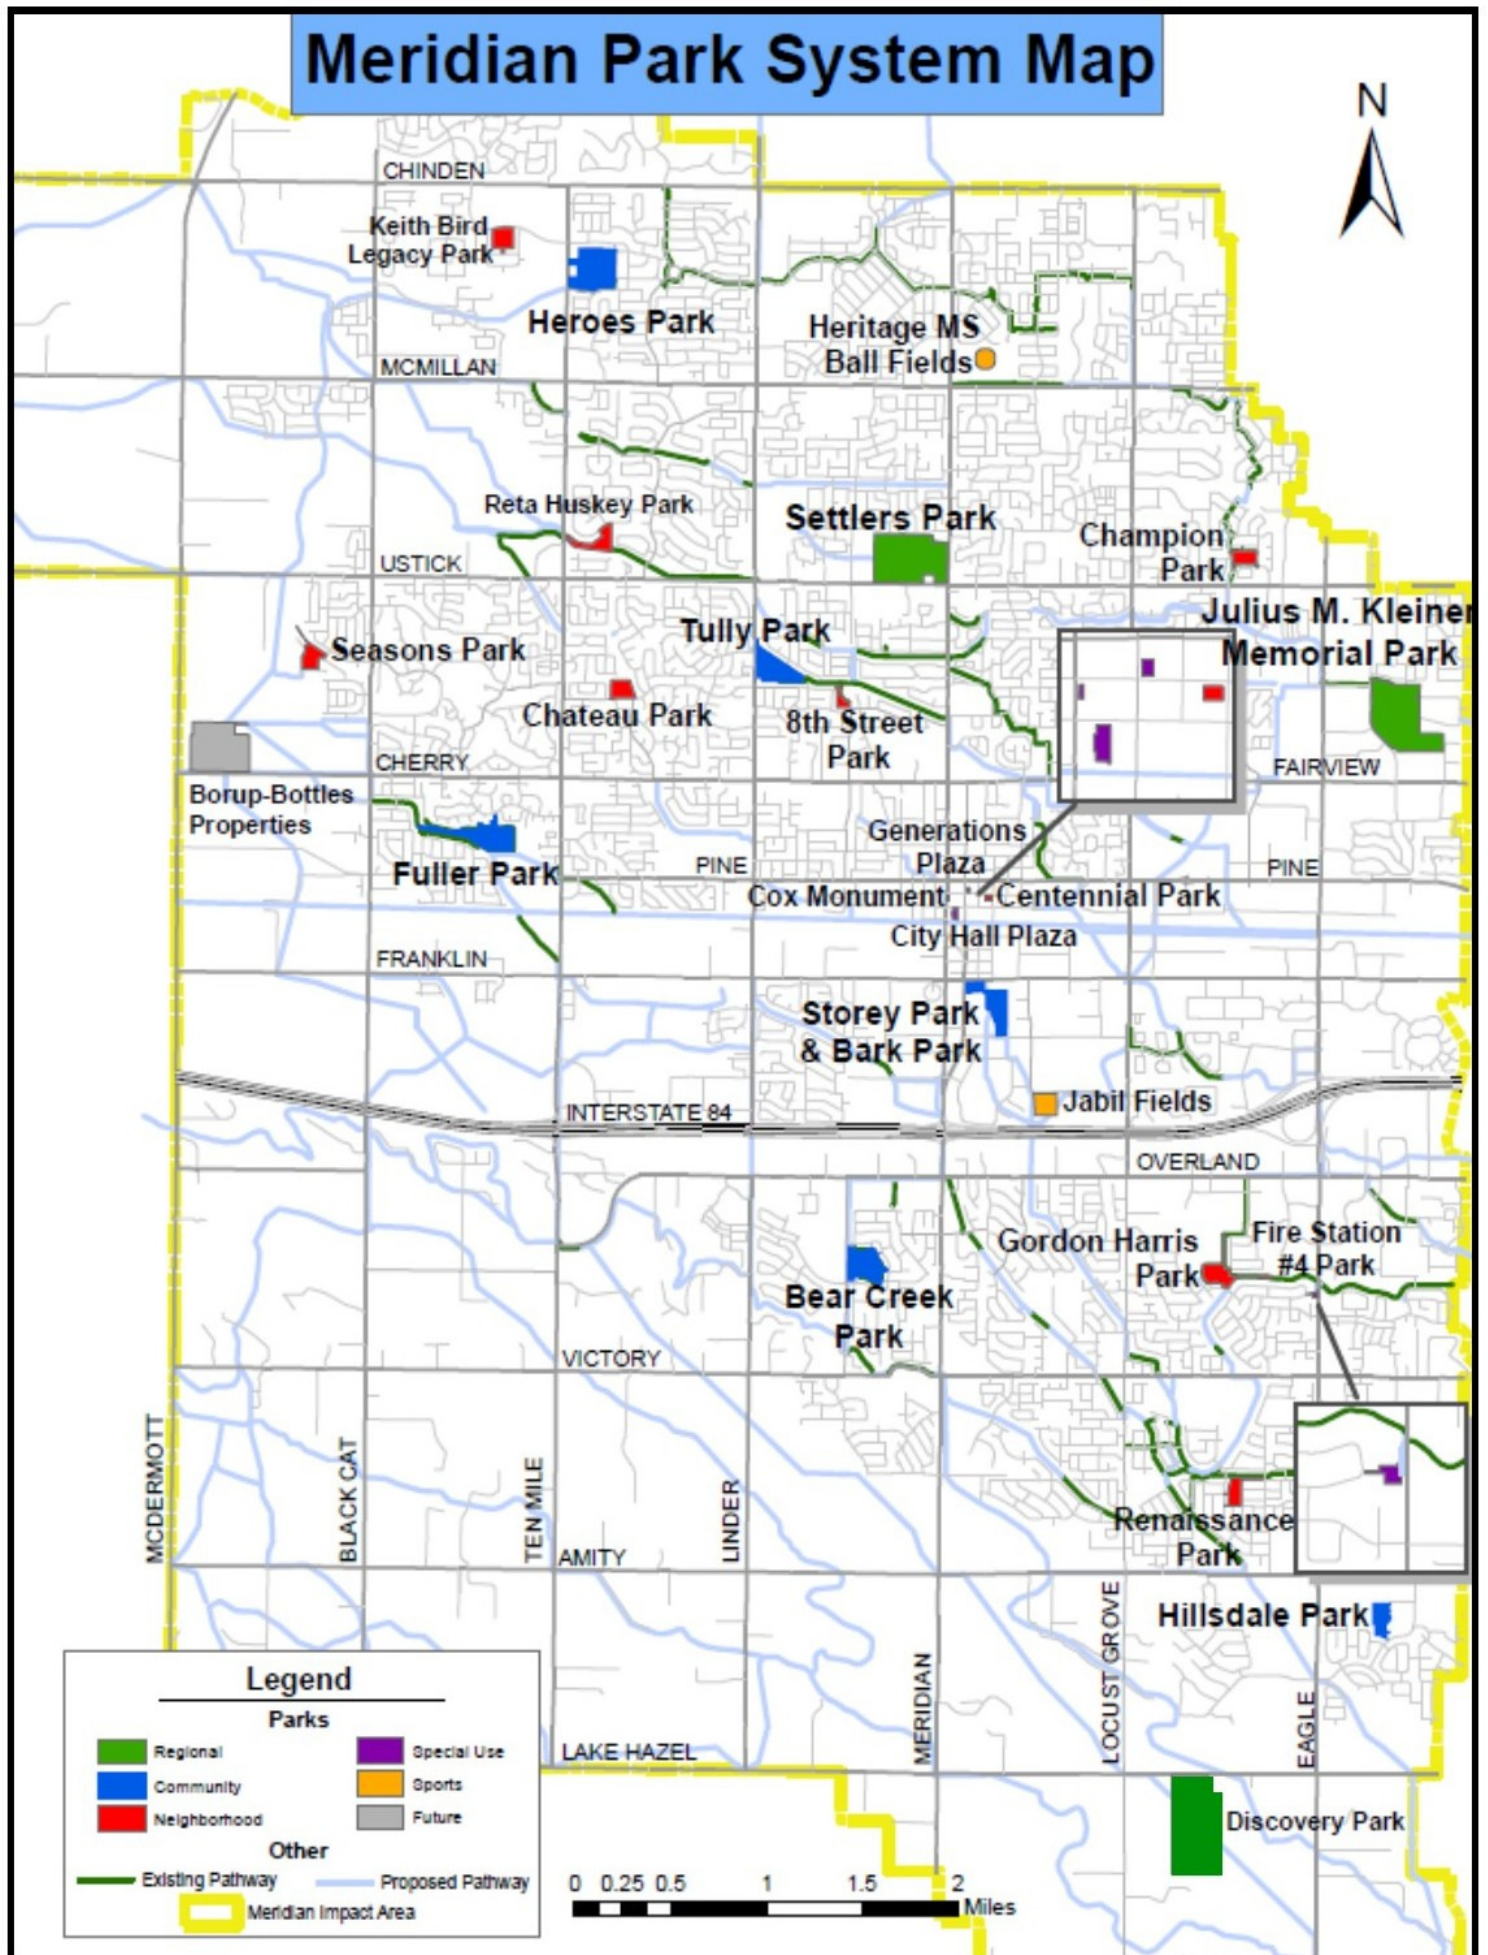 Meridian Park System Map
N
CHINDEN
Keith Bird
Legacy Park
Heroes Park
Heritage MS
Ball Fields
MCMILLAN
Reta Huskey Park
Settlers Park
Champion
Park
USTICK
Julius M. Kleiner
Memorial Park
Tully Park
Seasons Park
Chateau Park
8th Street
Park
CHERRY
FAIRVIEW
Borup-Bottles
Properties
Generations
Plaza
Fuller Park
PINE
PINE
Cox Monument
Centennial Park
City Hall Plaza
FRANKLIN
Storey Park
& Bark Park
Jabil Fields
INTERSTATE 84
OVERLAND
Gordon Harris
Park
Fire Station
#4 Park
Bear Creek
Park
VICTORY
MCDERMOTT
BLACK CAT
TEN MILE
LINDER
Renaissance
Park
AMITY
Hillsdale Park
MERIDIAN
LOCUST GROVE
EAGLE
LAKE HAZEL
Discovery Park
Legend
Parks
Regional
Special Use
Community
Sports
Neighborhood
Future
Other
Existing Pathway
Proposed Pathway
Meridian Impact Area
0 0.25 0.5 1 1.5 2
Miles